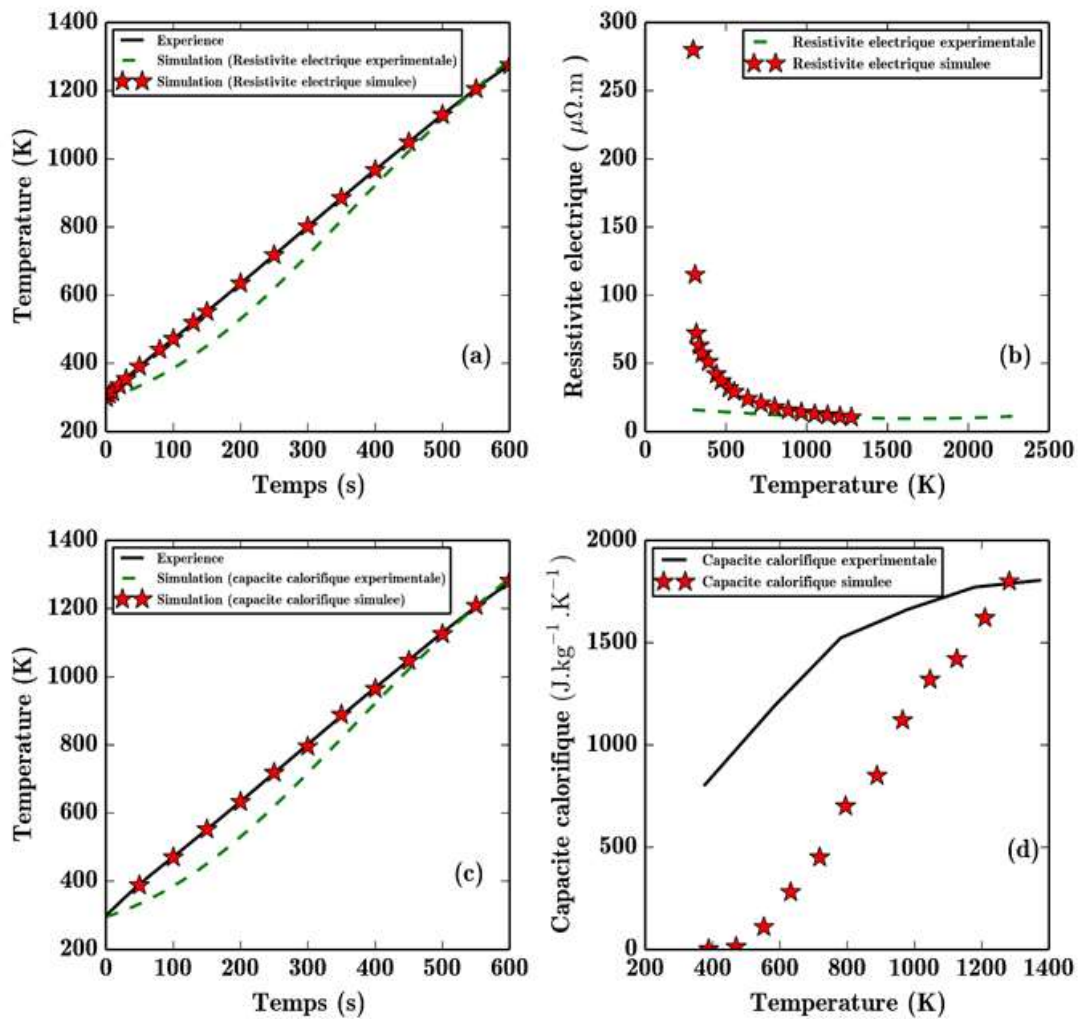 1400
1200
1000
800
600
400
200
Temperature (K)
Experience
Simulation (Resistivite electrique experimentale)
Simulation (Resistivite electrique simulee)
(a)
0 100 200 300 400 500 600
Temps (s)
300
250
200
150
100
50
0
Resistivite electrique ( μΩ.m )
Resistivite electrique experimentale
Resistivite electrique simulee
(b)
0 500 1000 1500 2000 2500
Temperature (K)
1400
1200
1000
800
600
400
200
Temperature (K)
Experience
Simulation (capacite calorifique experimentale)
Simulation (capacite calorifique simulee)
(c)
0 100 200 300 400 500 600
Temps (s)
2000
1500
1000
500
0
Capacite calorifique (J.kg⁻¹ .K⁻¹)
Capacite calorifique experimentale
Capacite calorifique simulee
(d)
200 400 600 800 1000 1200 1400
Temperature (K)